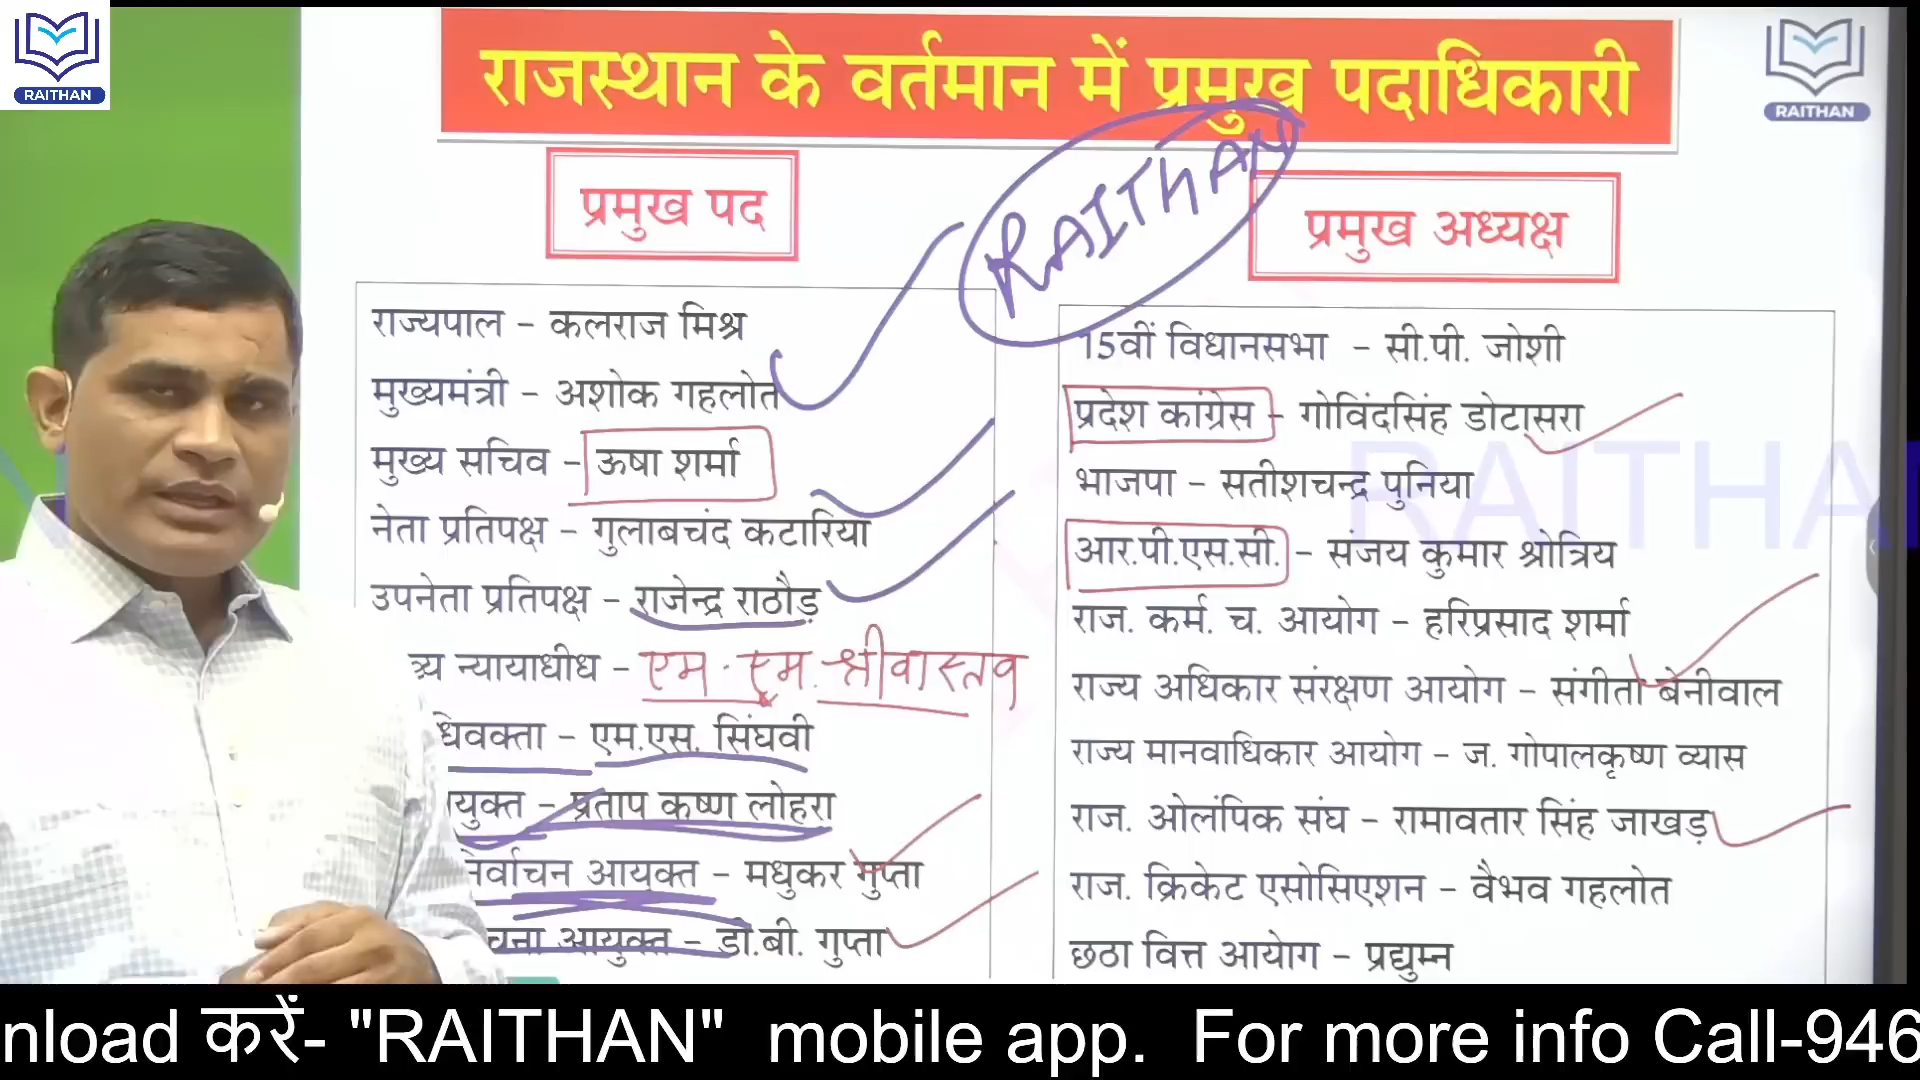 RAITHAN
राजस्थान के वर्तमान में प्रमुख पदाधिकारी
RAITHAN
प्रमुख पद
RAITHAN
प्रमुख अध्यक्ष
राज्यपाल - कलराज मिश्र
मुख्यमंत्री - अशोक गहलोत
मुख्य सचिव - ऊषा शर्मा
नेता प्रतिपक्ष - गुलाबचंद कटारिया
उपनेता प्रतिपक्ष - राजेन्द्र राठौड़
न्यायाधीध - एम. एम. श्रीवास्तव
धिवक्ता - एम.एस. सिंघवी
युक्त - प्रताप कष्ण लोहरा
निर्वाचन आयुक्त - मधुकर गुप्ता
चना आयुक्त - डी.बी. गुप्ता
15वीं विधानसभा - सी.पी. जोशी
प्रदेश कांग्रेस - गोविंदसिंह डोटासरा
भाजपा - सतीशचन्द्र पुनिया
आर.पी.एस.सी. - संजय कुमार श्रोत्रिय
राज. कर्म. च. आयोग - हरिप्रसाद शर्मा
राज्य अधिकार संरक्षण आयोग - संगीता बेनीवाल
राज्य मानवाधिकार आयोग - ज. गोपालकृष्ण व्यास
राज. ओलंपिक संघ - रामावतार सिंह जाखड़
राज. क्रिकेट एसोसिएशन - वैभव गहलोत
छठा वित्त आयोग - प्रद्युम्न
RAITHAN
nload करें- "RAITHAN" mobile app. For more info Call-946